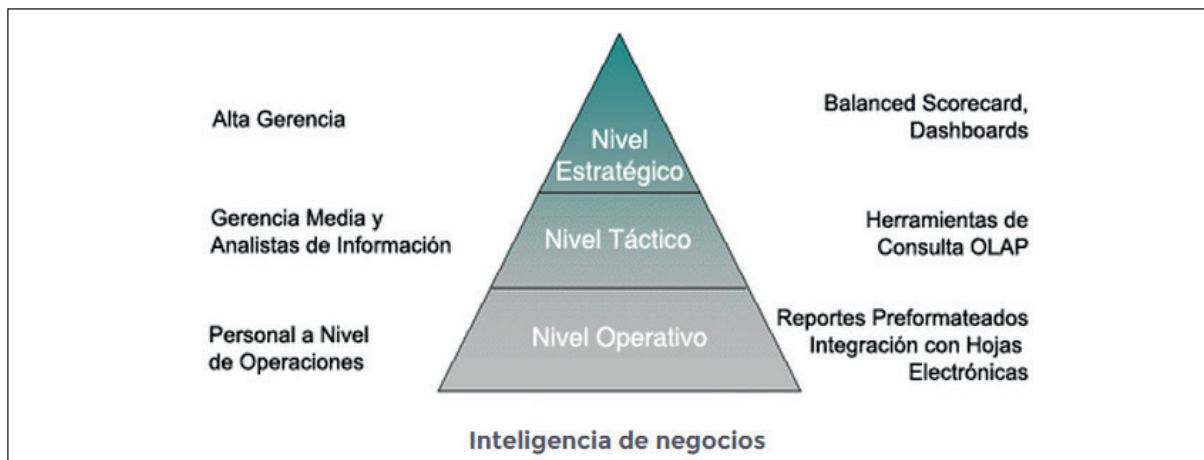 Alta Gerencia
Nivel
Estratégico
Balanced Scorecard,
Dashboards
Gerencia Media y
Analistas de Información
Nivel Táctico
Herramientas de
Consulta OLAP
Personal a Nivel
de Operaciones
Nivel Operativo
Reportes Preformateados
Integración con Hojas
Electrónicas
Inteligencia de negocios